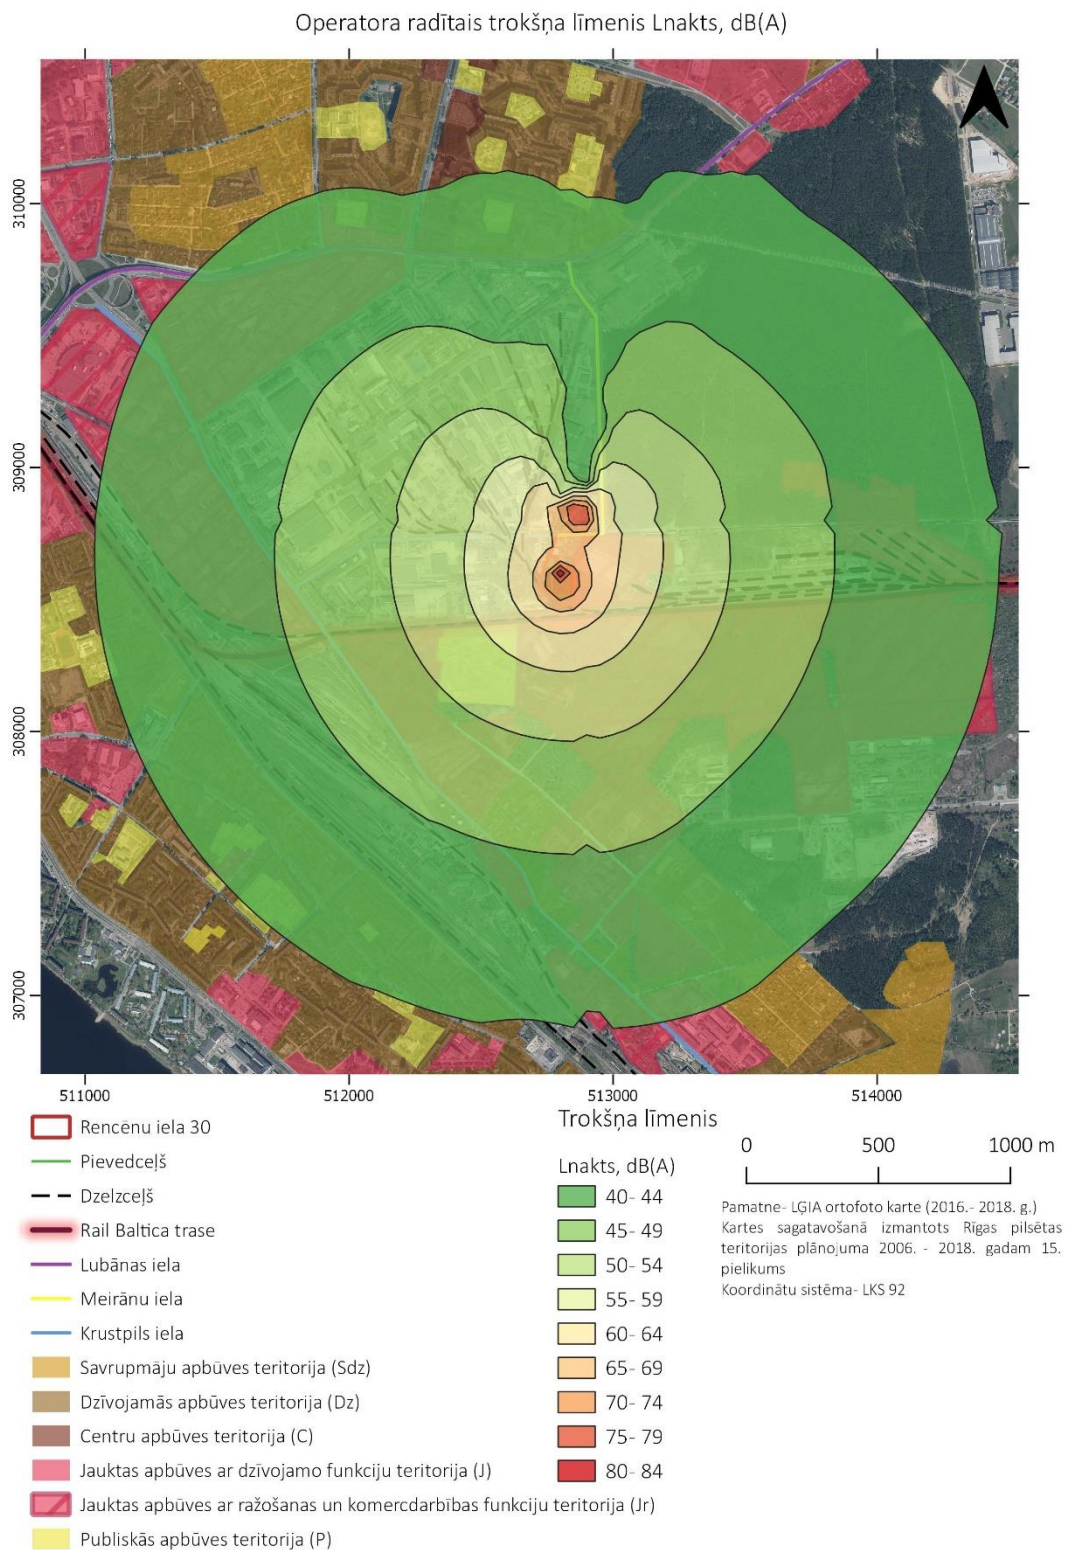 Operatora radītais trokšņa līmenis Lnakts, dB(A)
310000
309000
308000
307000
511000
512000
513000
514000
Rencēnu iela 30
Pievedceļš
Dzelzceļš
Rail Baltica trase
Lubānas iela
Meirānu iela
Krustpils iela
Savrupmāju apbūves teritorija (Sdz)
Dzīvojamās apbūves teritorija (Dz)
Centru apbūves teritorija (C)
Jauktas apbūves ar dzīvojamo funkciju teritorija (J)
Jauktas apbūves ar ražošanas un komercdarbības funkciju teritorija (Jr)
Publiskās apbūves teritorija (P)
Trokšņa līmenis
Lnakts, dB(A)
40- 44
45- 49
50- 54
55- 59
60- 64
65- 69
70- 74
75- 79
80- 84
0 500 1000 m
Pamatne- LĢIA ortofoto karte (2016.- 2018. g.)
Kartes sagatavošanā izmantots Rīgas pilsētas
teritorijas plānojuma 2006. - 2018. gadam 15.
pielikums
Koordinātu sistēma- LKS 92